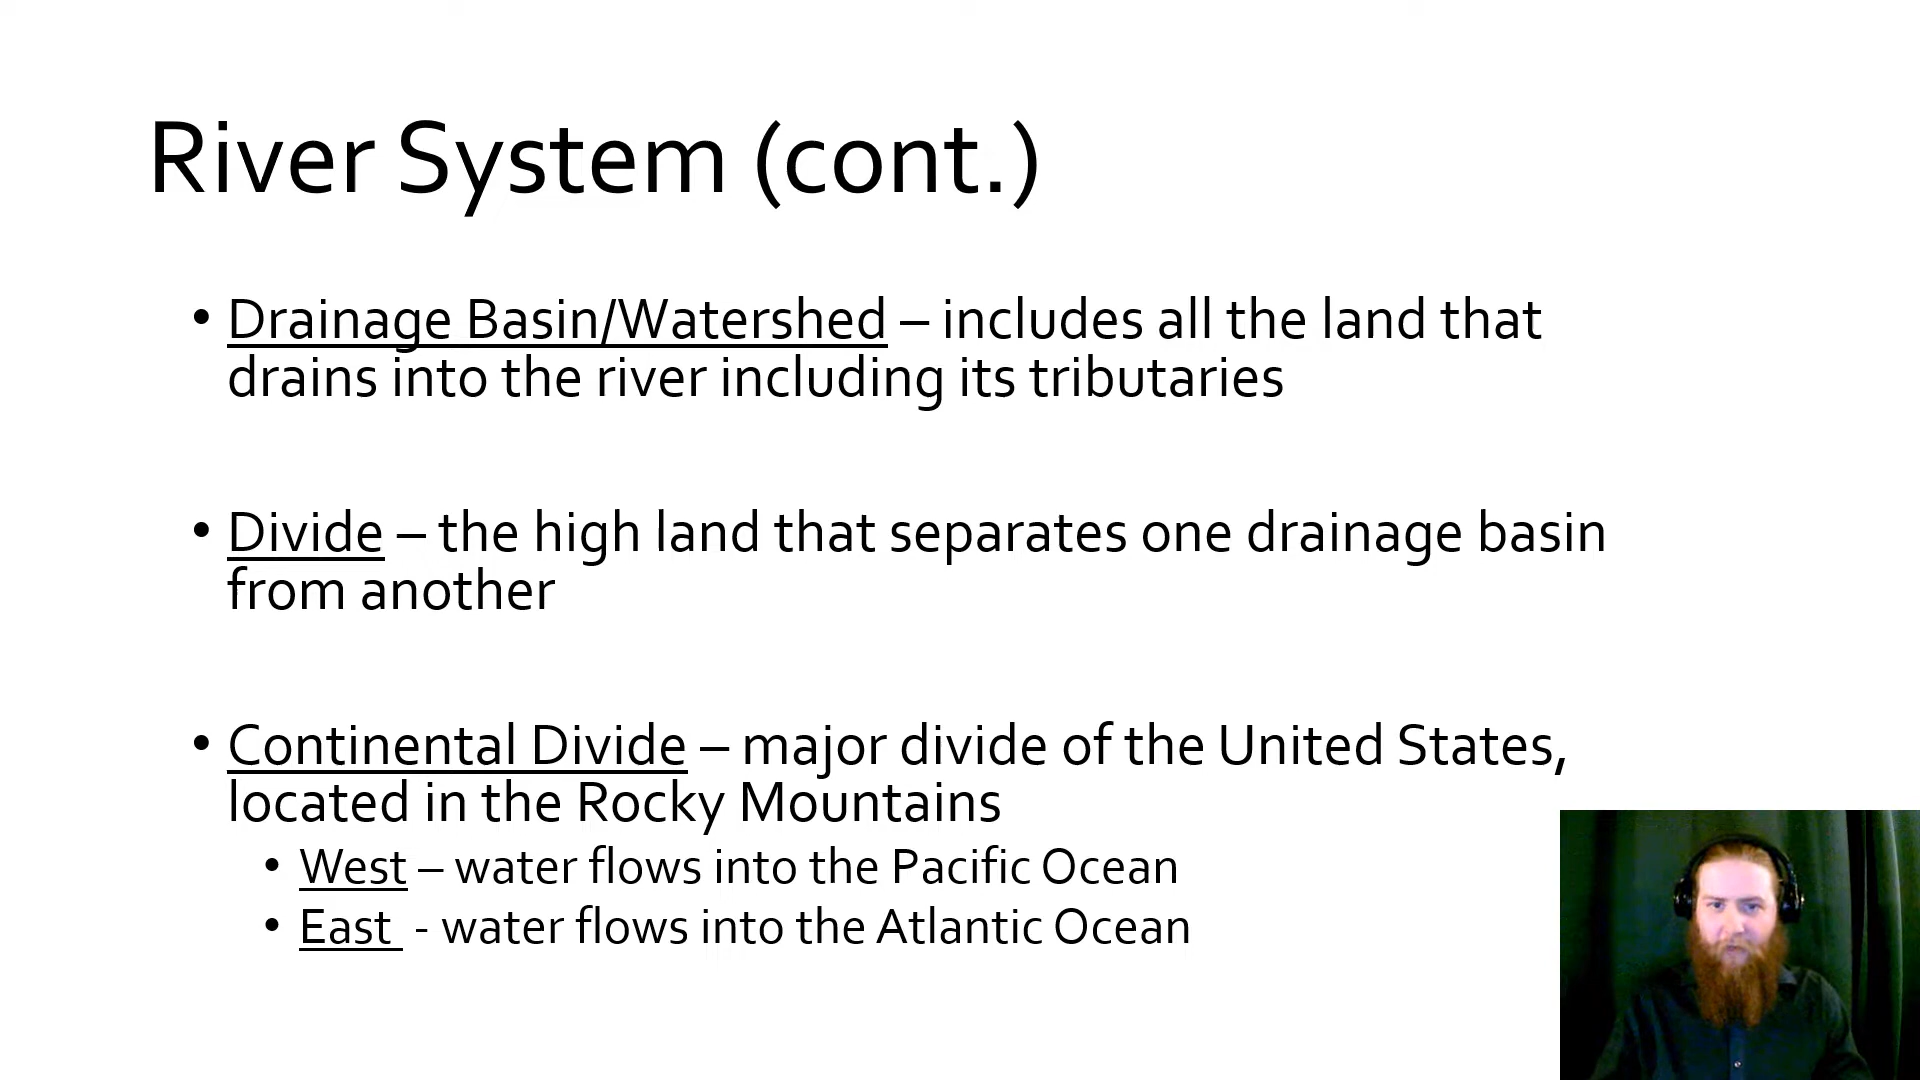 River System (cont.)
• Drainage Basin/Watershed – includes all the land that
drains into the river including its tributaries
• Divide – the high land that separates one drainage basin
from another
• Continental Divide – major divide of the United States,
located in the Rocky Mountains
• West – water flows into the Pacific Ocean
• East - water flows into the Atlantic Ocean